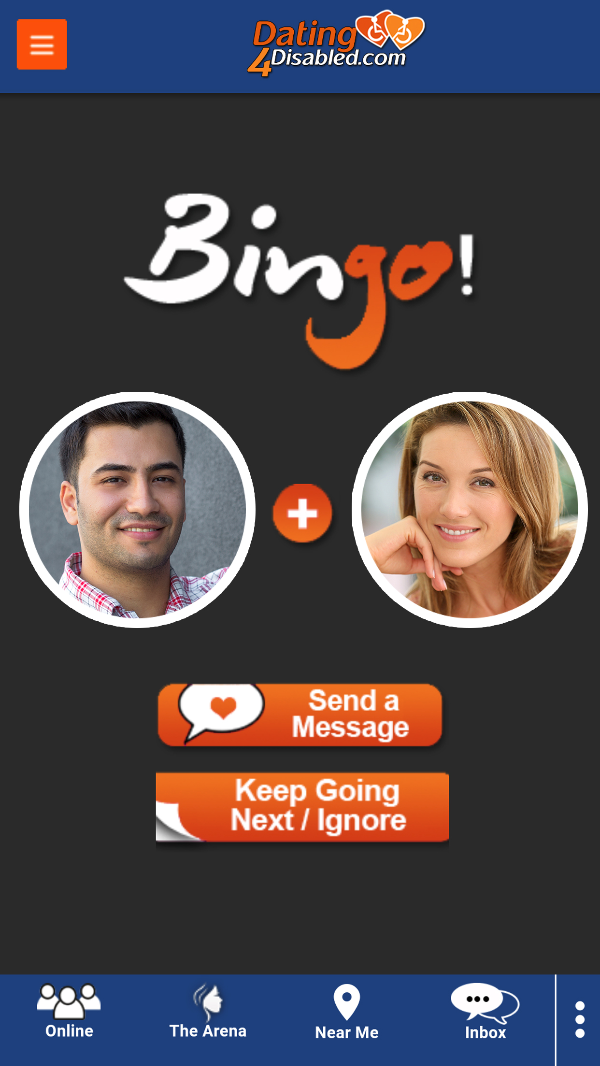 Dating
4Disabled.com
Bingo!
Send a
Message
Keep Going
Next / Ignore
Online
The Arena
Near Me
Inbox